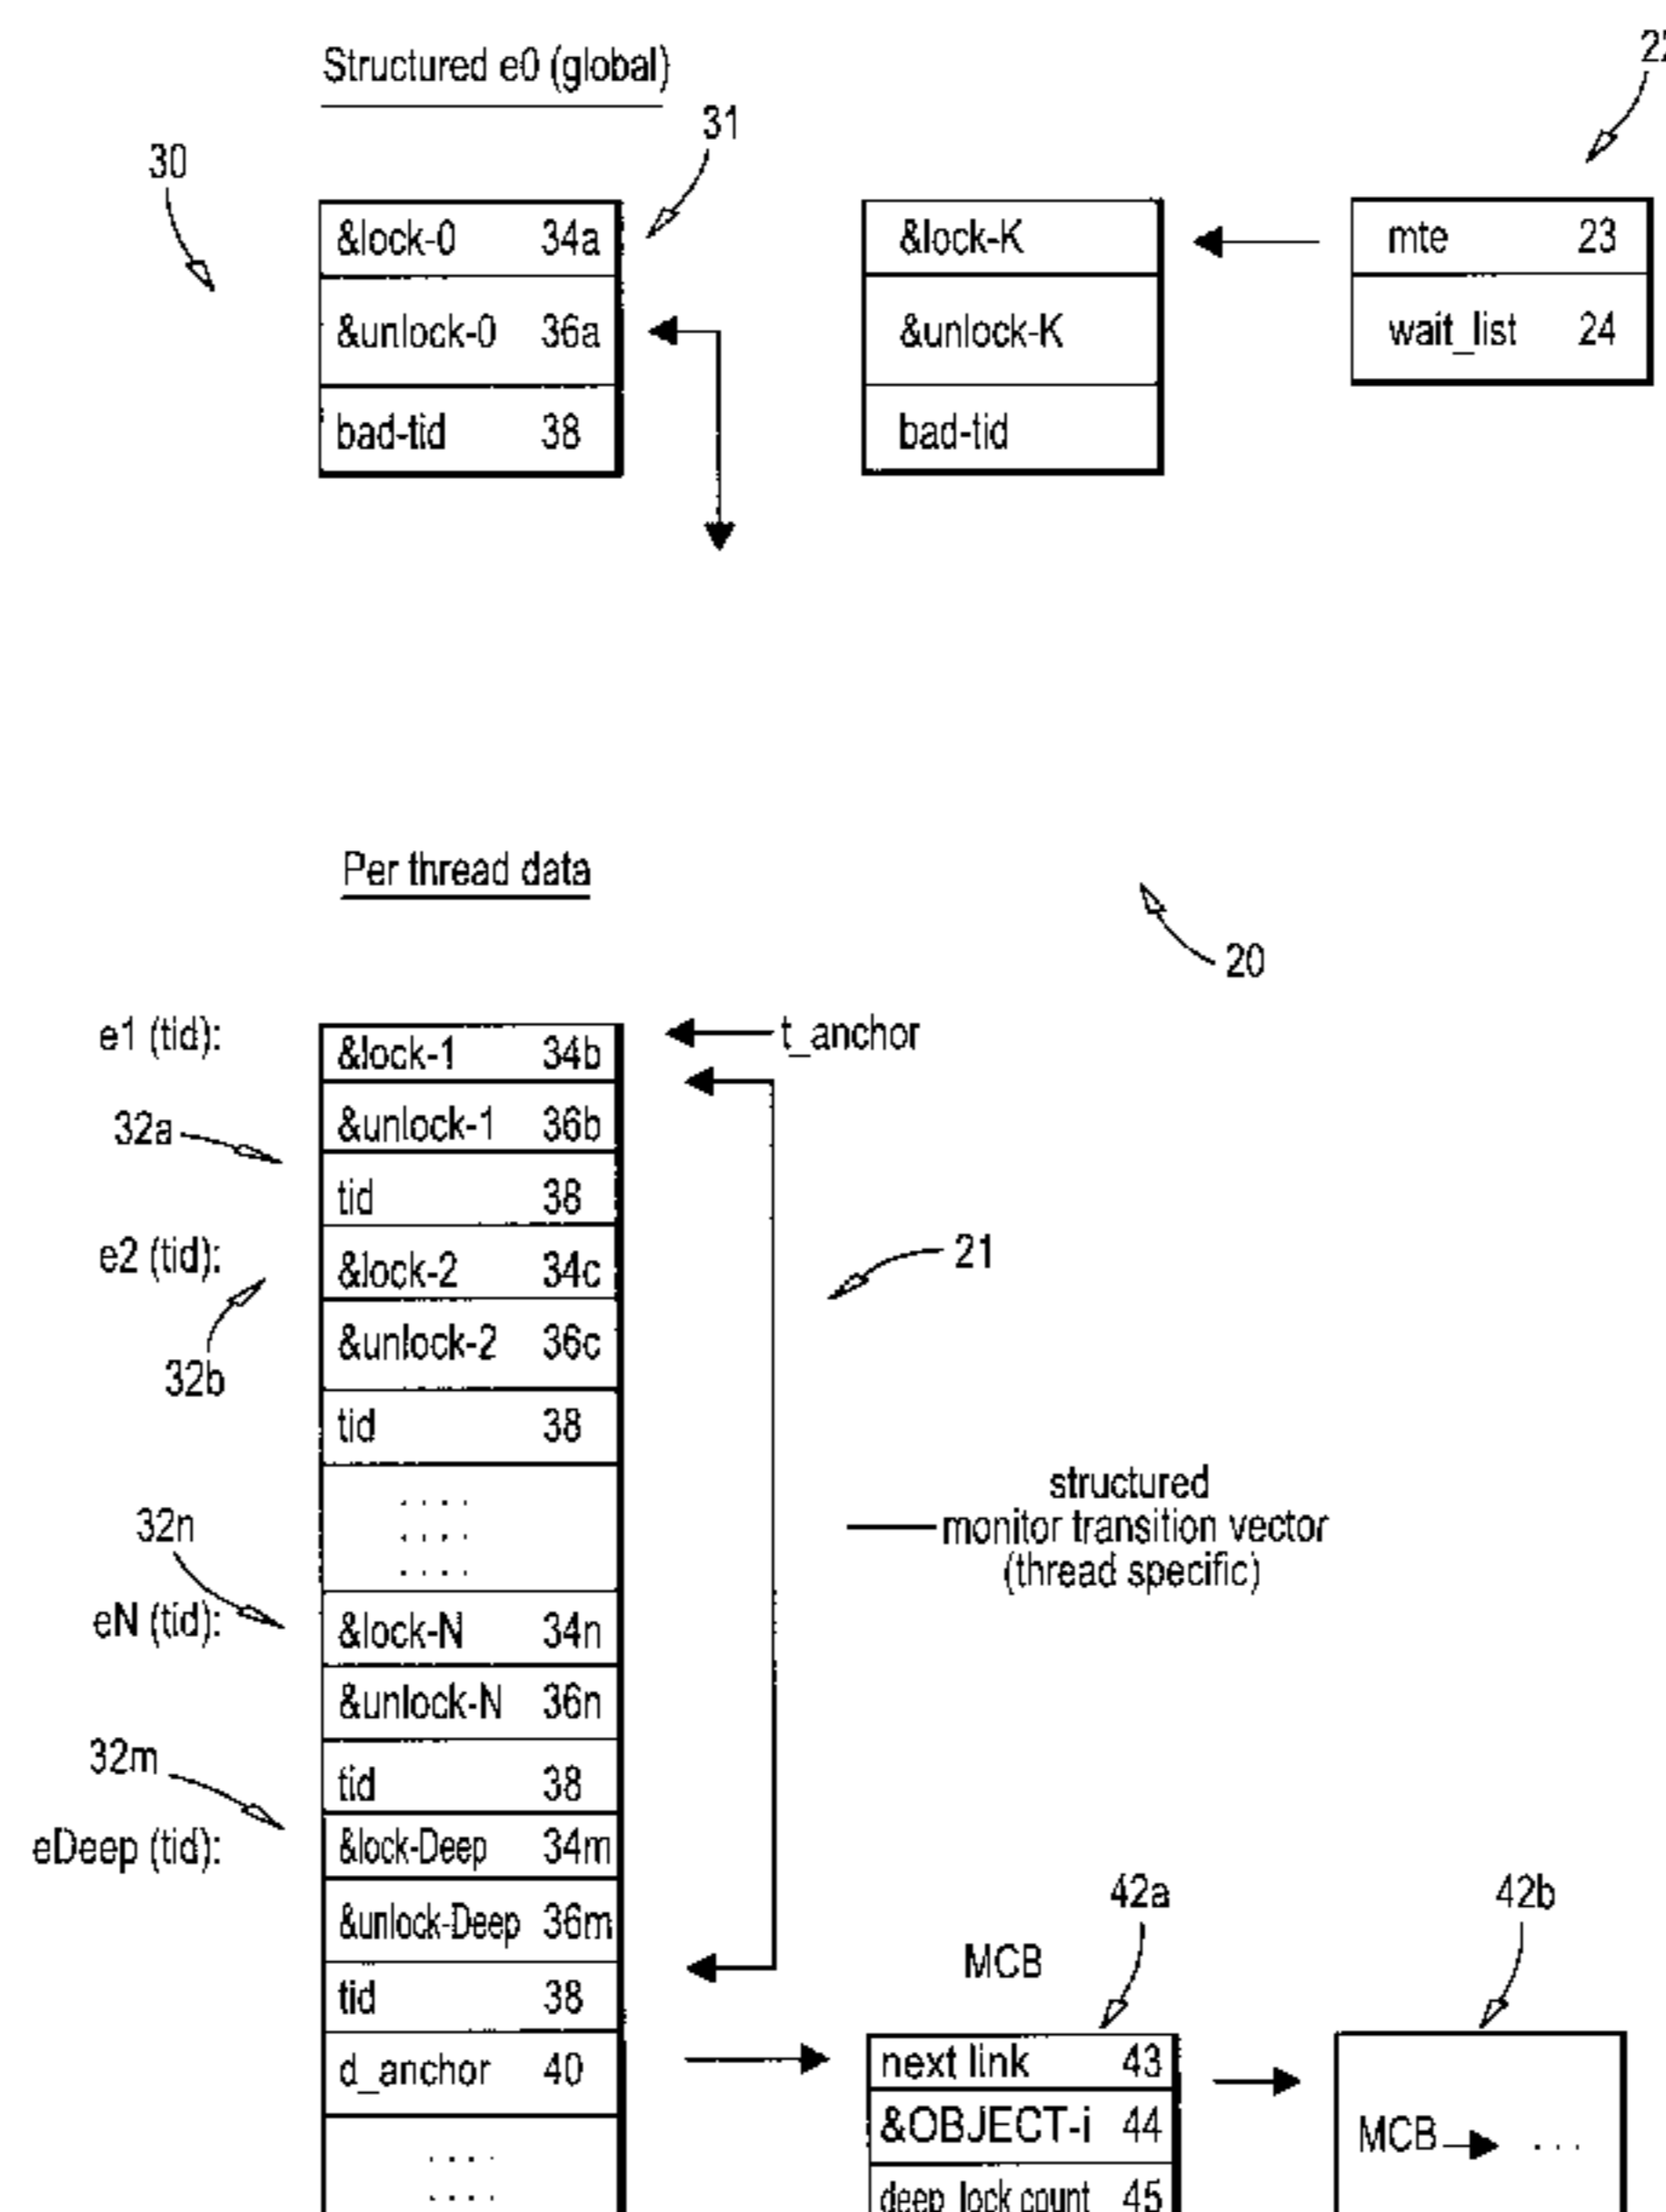 Structured e0 (global)
22
31
30
&lock-0 34a
&unlock-0 36a
bad-tid 38
&lock-K
&unlock-K
bad-tid
mte 23
wait_list 24
Per thread data
20
e1 (tid):
&lock-1 34b
t_anchor
&unlock-1 36b
32a
tid 38
e2 (tid):
&lock-2 34c
21
&unlock-2 36c
32b
tid 38
. . . .
. . . .
. . . .
structured
monitor transition vector
(thread specific)
32n
eN (tid):
&lock-N 34n
&unlock-N 36n
32m
tid 38
eDeep (tid):
&lock-Deep 34m
&unlock-Deep 36m
tid 38
d_anchor 40
. . . .
. . . .
MCB
42a
42b
next link 43
&OBJECT-i 44
deep_lock count 45
MCB . . .